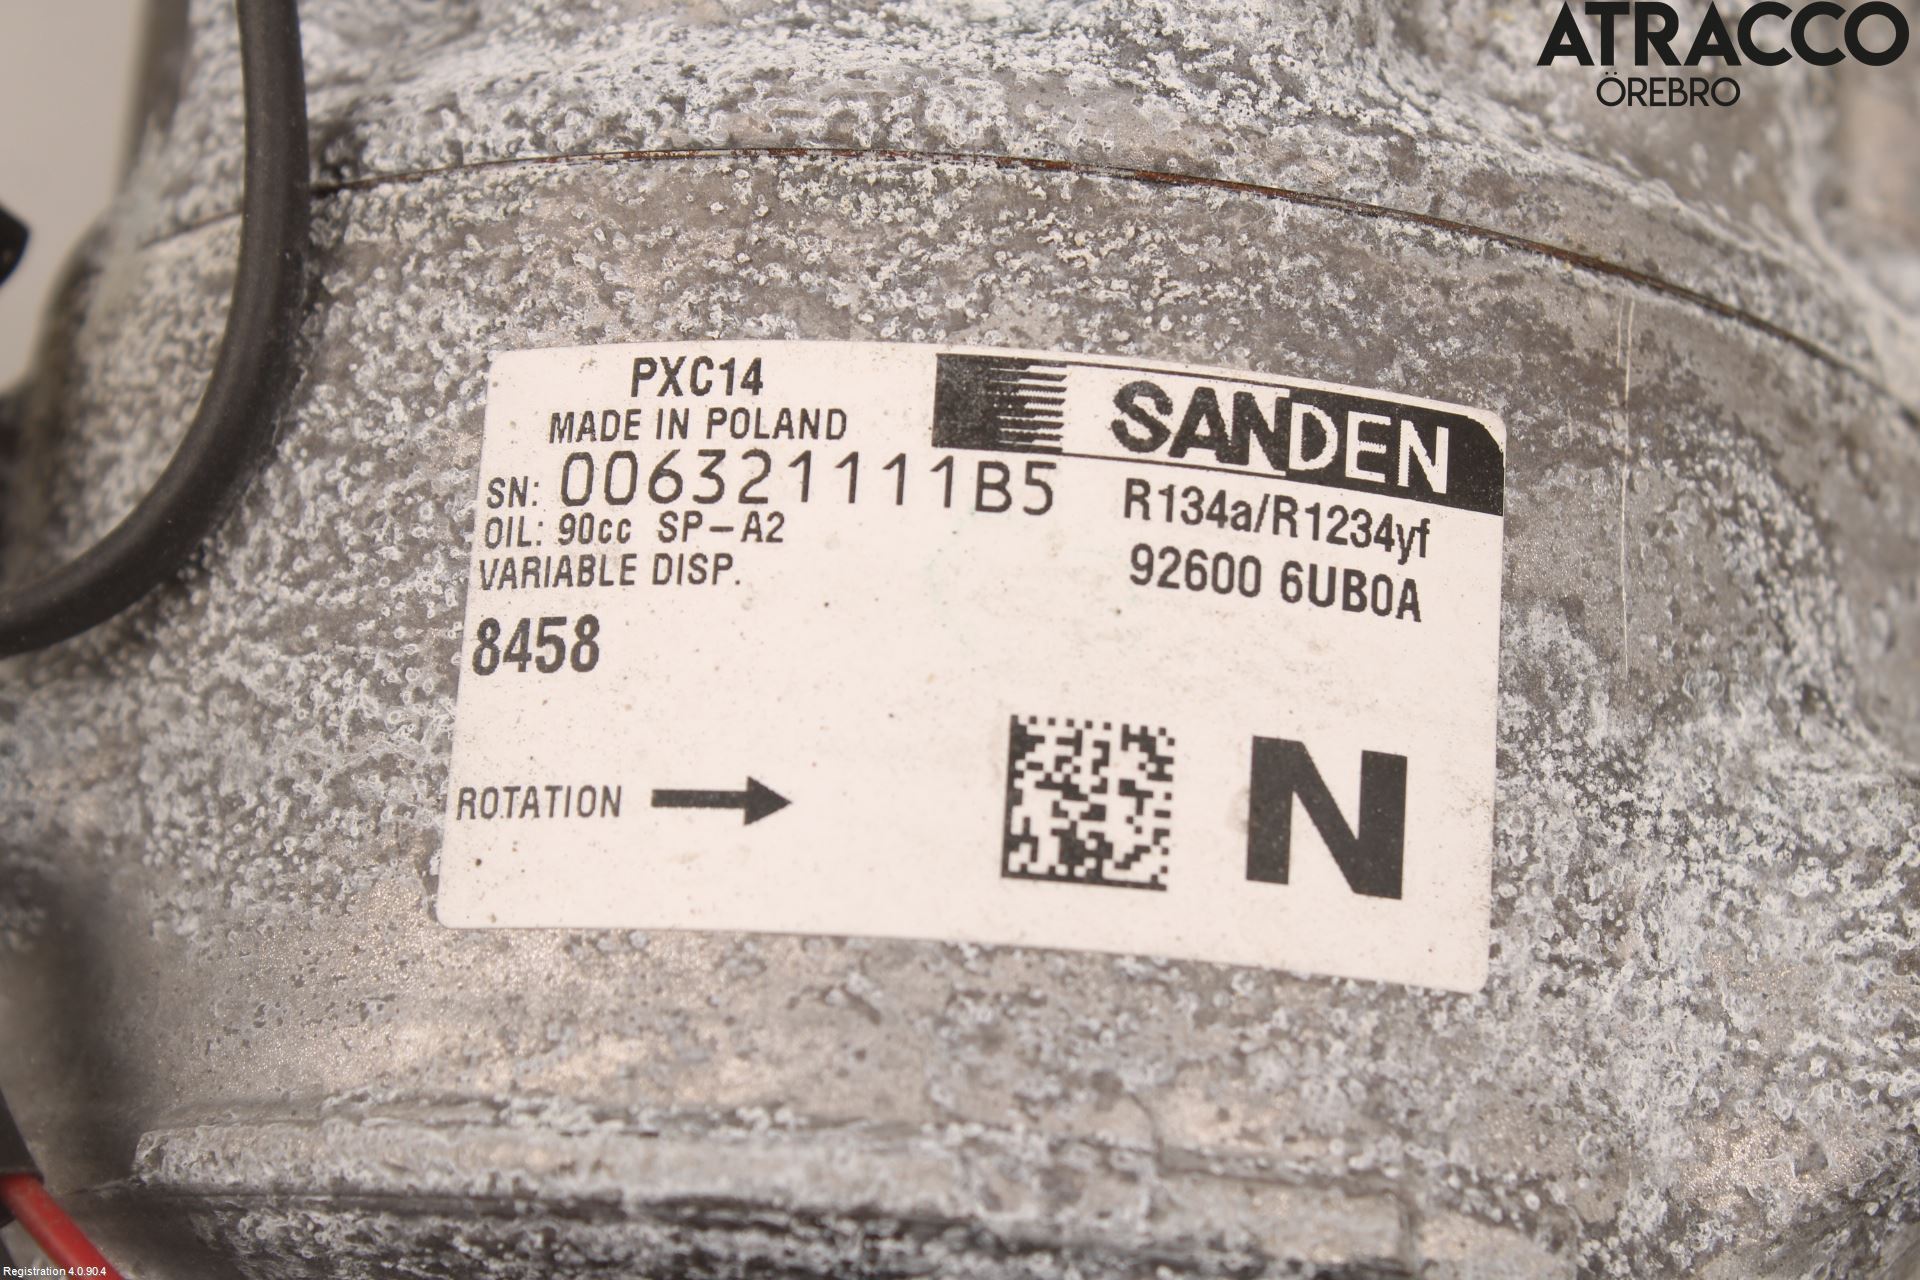 ATRACCO
ÖREBRO
PXC14
MADE IN POLAND
SANDEN
SN: 006321111B5
R134a/R1234yf
OIL: 90cc SP-A2
92600 6UB0A
VARIABLE DISP.
8458
ROTATION
N
Registration 4.0.90.4